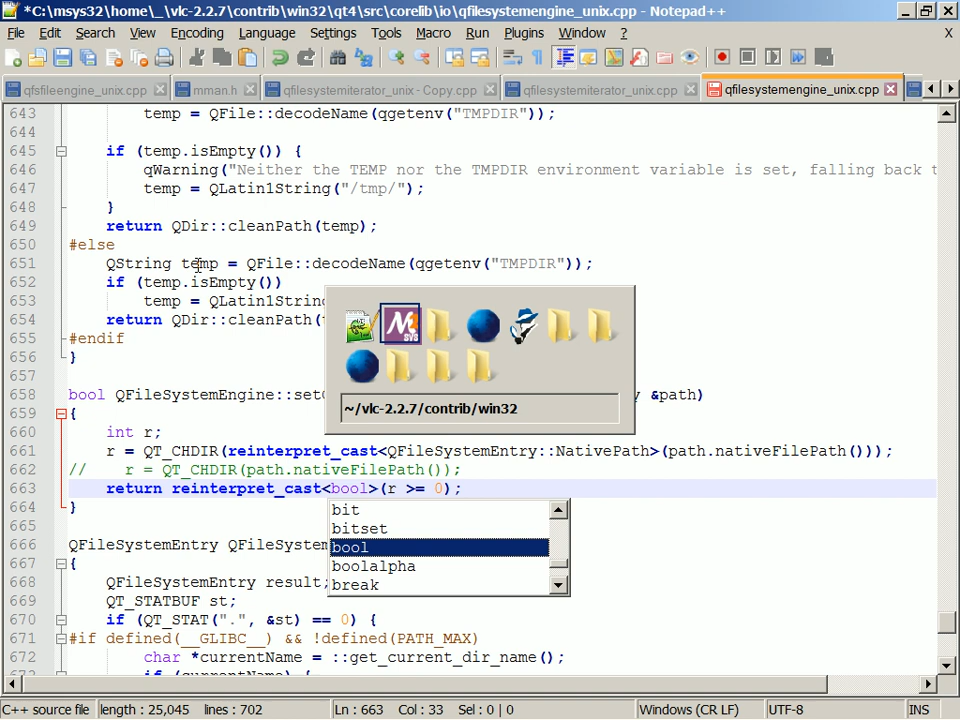 *C:\msys32\home\_\vlc-2.2.7\contrib\win32\qt4\src\corelib\io\qfilesystemengine_unix.cpp - Notepad++
File Edit Search View Encoding Language Settings Tools Macro Run Plugins Window ? X
qfsfileengine_unix.cpp mman.h qfilesystemiterator_unix - Copy.cpp qfilesystemiterator_unix.cpp qfilesystemengine_unix.cpp
643 temp = QFile::decodeName(qgetenv("TMPDIR"));
644
645 if (temp.isEmpty()) {
646 qWarning("Neither the TEMP nor the TMPDIR environment variable is set, falling back t
647 temp = QLatin1String("/tmp/");
648 }
649 return QDir::cleanPath(temp);
650 #else
651 QString temp = QFile::decodeName(qgetenv("TMPDIR"));
652 if (temp.isEmpty())
653 temp = QLatin1String
654 return QDir::cleanPath(
655 #endif
656 }
657
658 bool QFileSystemEngine::set y &path)
659 {
660 int r;
661 r = QT_CHDIR(reinterpret_cast<QFileSystemEntry::NativePath>(path.nativeFilePath()));
662 // r = QT_CHDIR(path.nativeFilePath());
663 return reinterpret_cast<bool>(r >= 0);
664 }
665
666 QFileSystemEntry QFileSystem
667 {
668 QFileSystemEntry result;
669 QT_STATBUF st;
670 if (QT_STAT(".", &st) == 0) {
671 #if defined(__GLIBC__) && !defined(PATH_MAX)
672 char *currentName = ::get_current_dir_name();
MSVG
~/vlc-2.2.7/contrib/win32
bit
bitset
bool
boolalpha
break
C++ source file length : 25,045 lines : 702 Ln : 663 Col : 33 Sel : 0 | 0 Windows (CR LF) UTF-8 INS